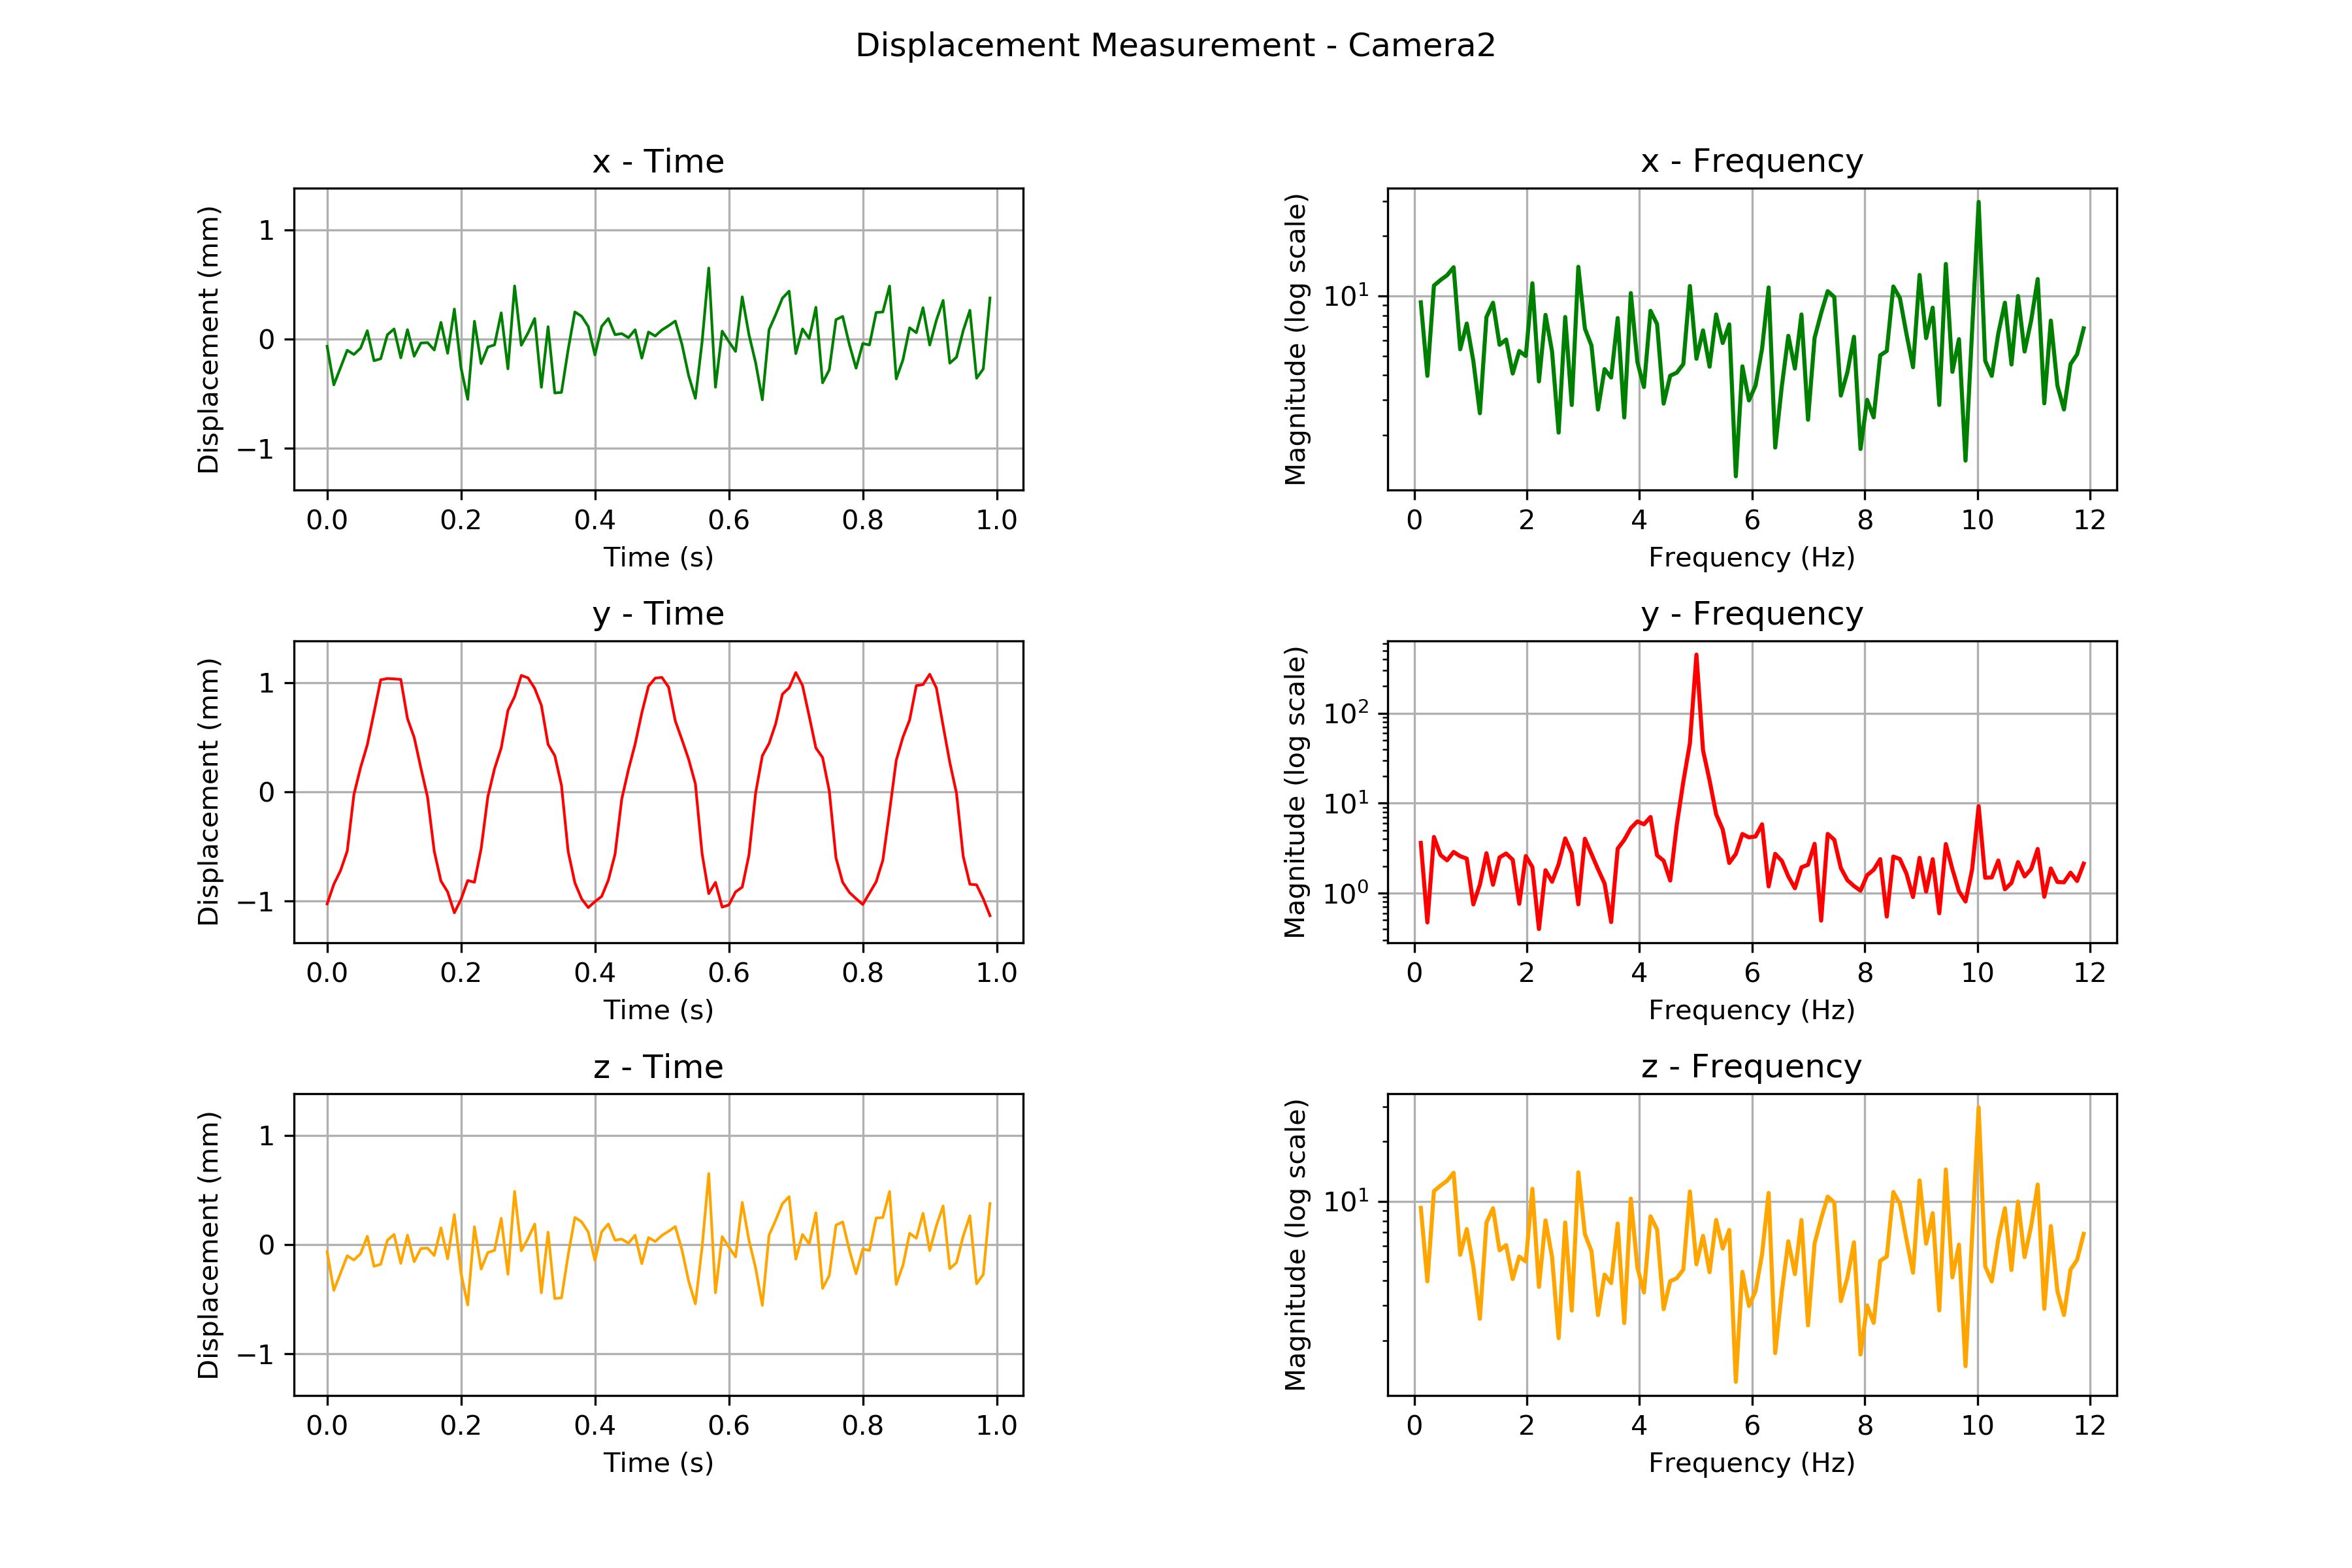 Displacement Measurement - Camera2
x - Time
Displacement (mm)
1
0
−1
0.0 0.2 0.4 0.6 0.8 1.0
Time (s)
x - Frequency
Magnitude (log scale)
10¹
0 2 4 6 8 10 12
Frequency (Hz)
y - Time
Displacement (mm)
1
0
−1
0.0 0.2 0.4 0.6 0.8 1.0
Time (s)
y - Frequency
Magnitude (log scale)
10²
10¹
10⁰
0 2 4 6 8 10 12
Frequency (Hz)
z - Time
Displacement (mm)
1
0
−1
0.0 0.2 0.4 0.6 0.8 1.0
Time (s)
z - Frequency
Magnitude (log scale)
10¹
0 2 4 6 8 10 12
Frequency (Hz)